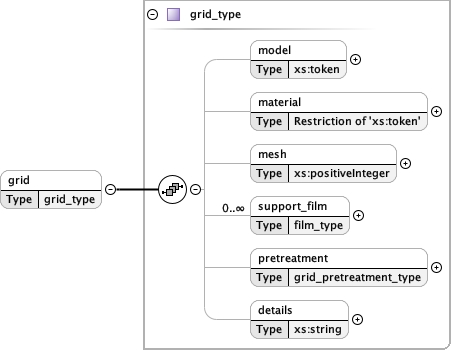 grid_type
model
Type xs:token
material
Type Restriction of 'xs:token'
mesh
Type xs:positiveInteger
grid
Type grid_type
0..∞
support_film
Type film_type
pretreatment
Type grid_pretreatment_type
details
Type xs:string